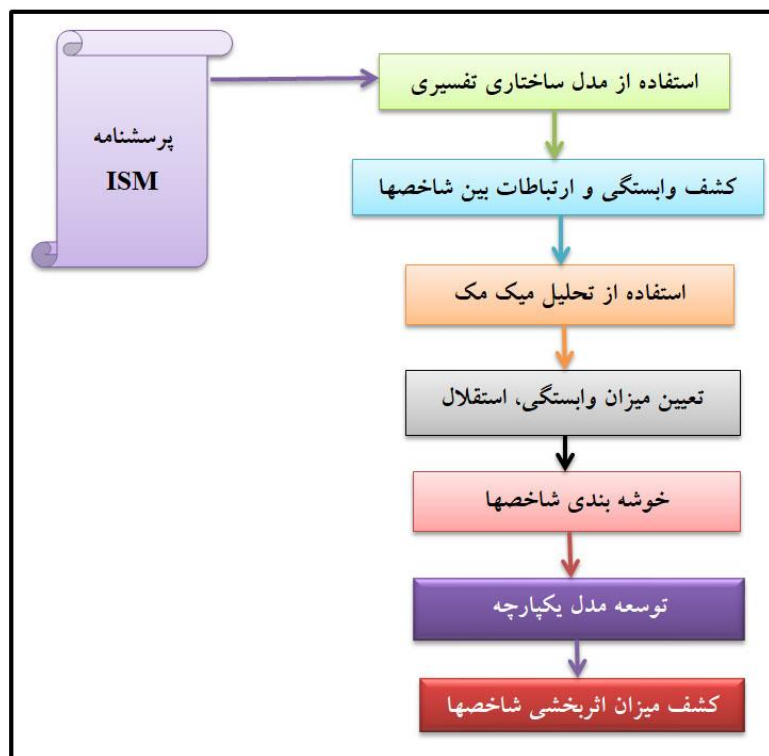 پرسشنامه
ISM
استفاده از مدل ساختاری تفسیری
کشف وابستگی و ارتباطات بین شاخصها
استفاده از تحلیل میک مک
تعیین میزان وابستگی، استقلال
خوشه بندی شاخصها
توسعه مدل یکپارچه
کشف میزان اثربخشی شاخصها